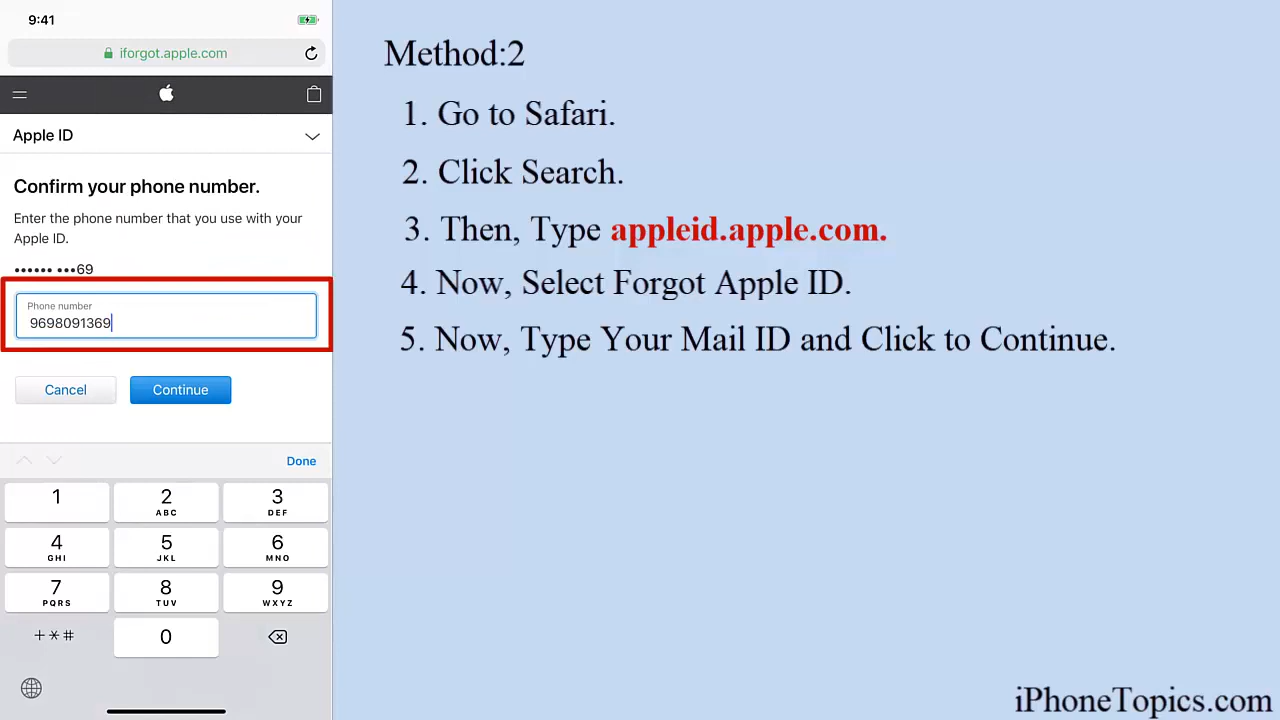 9:41
iforgot.apple.com
Apple ID
Confirm your phone number.
Enter the phone number that you use with your
Apple ID.
•••••• •••69
Phone number
9698091369
Cancel
Continue
Done
1
2
ABC
3
DEF
4
GHI
5
JKL
6
MNO
7
PQRS
8
TUV
9
WXYZ
+*#
0
Method:2
1. Go to Safari.
2. Click Search.
3. Then, Type appleid.apple.com.
4. Now, Select Forgot Apple ID.
5. Now, Type Your Mail ID and Click to Continue.
iPhoneTopics.com